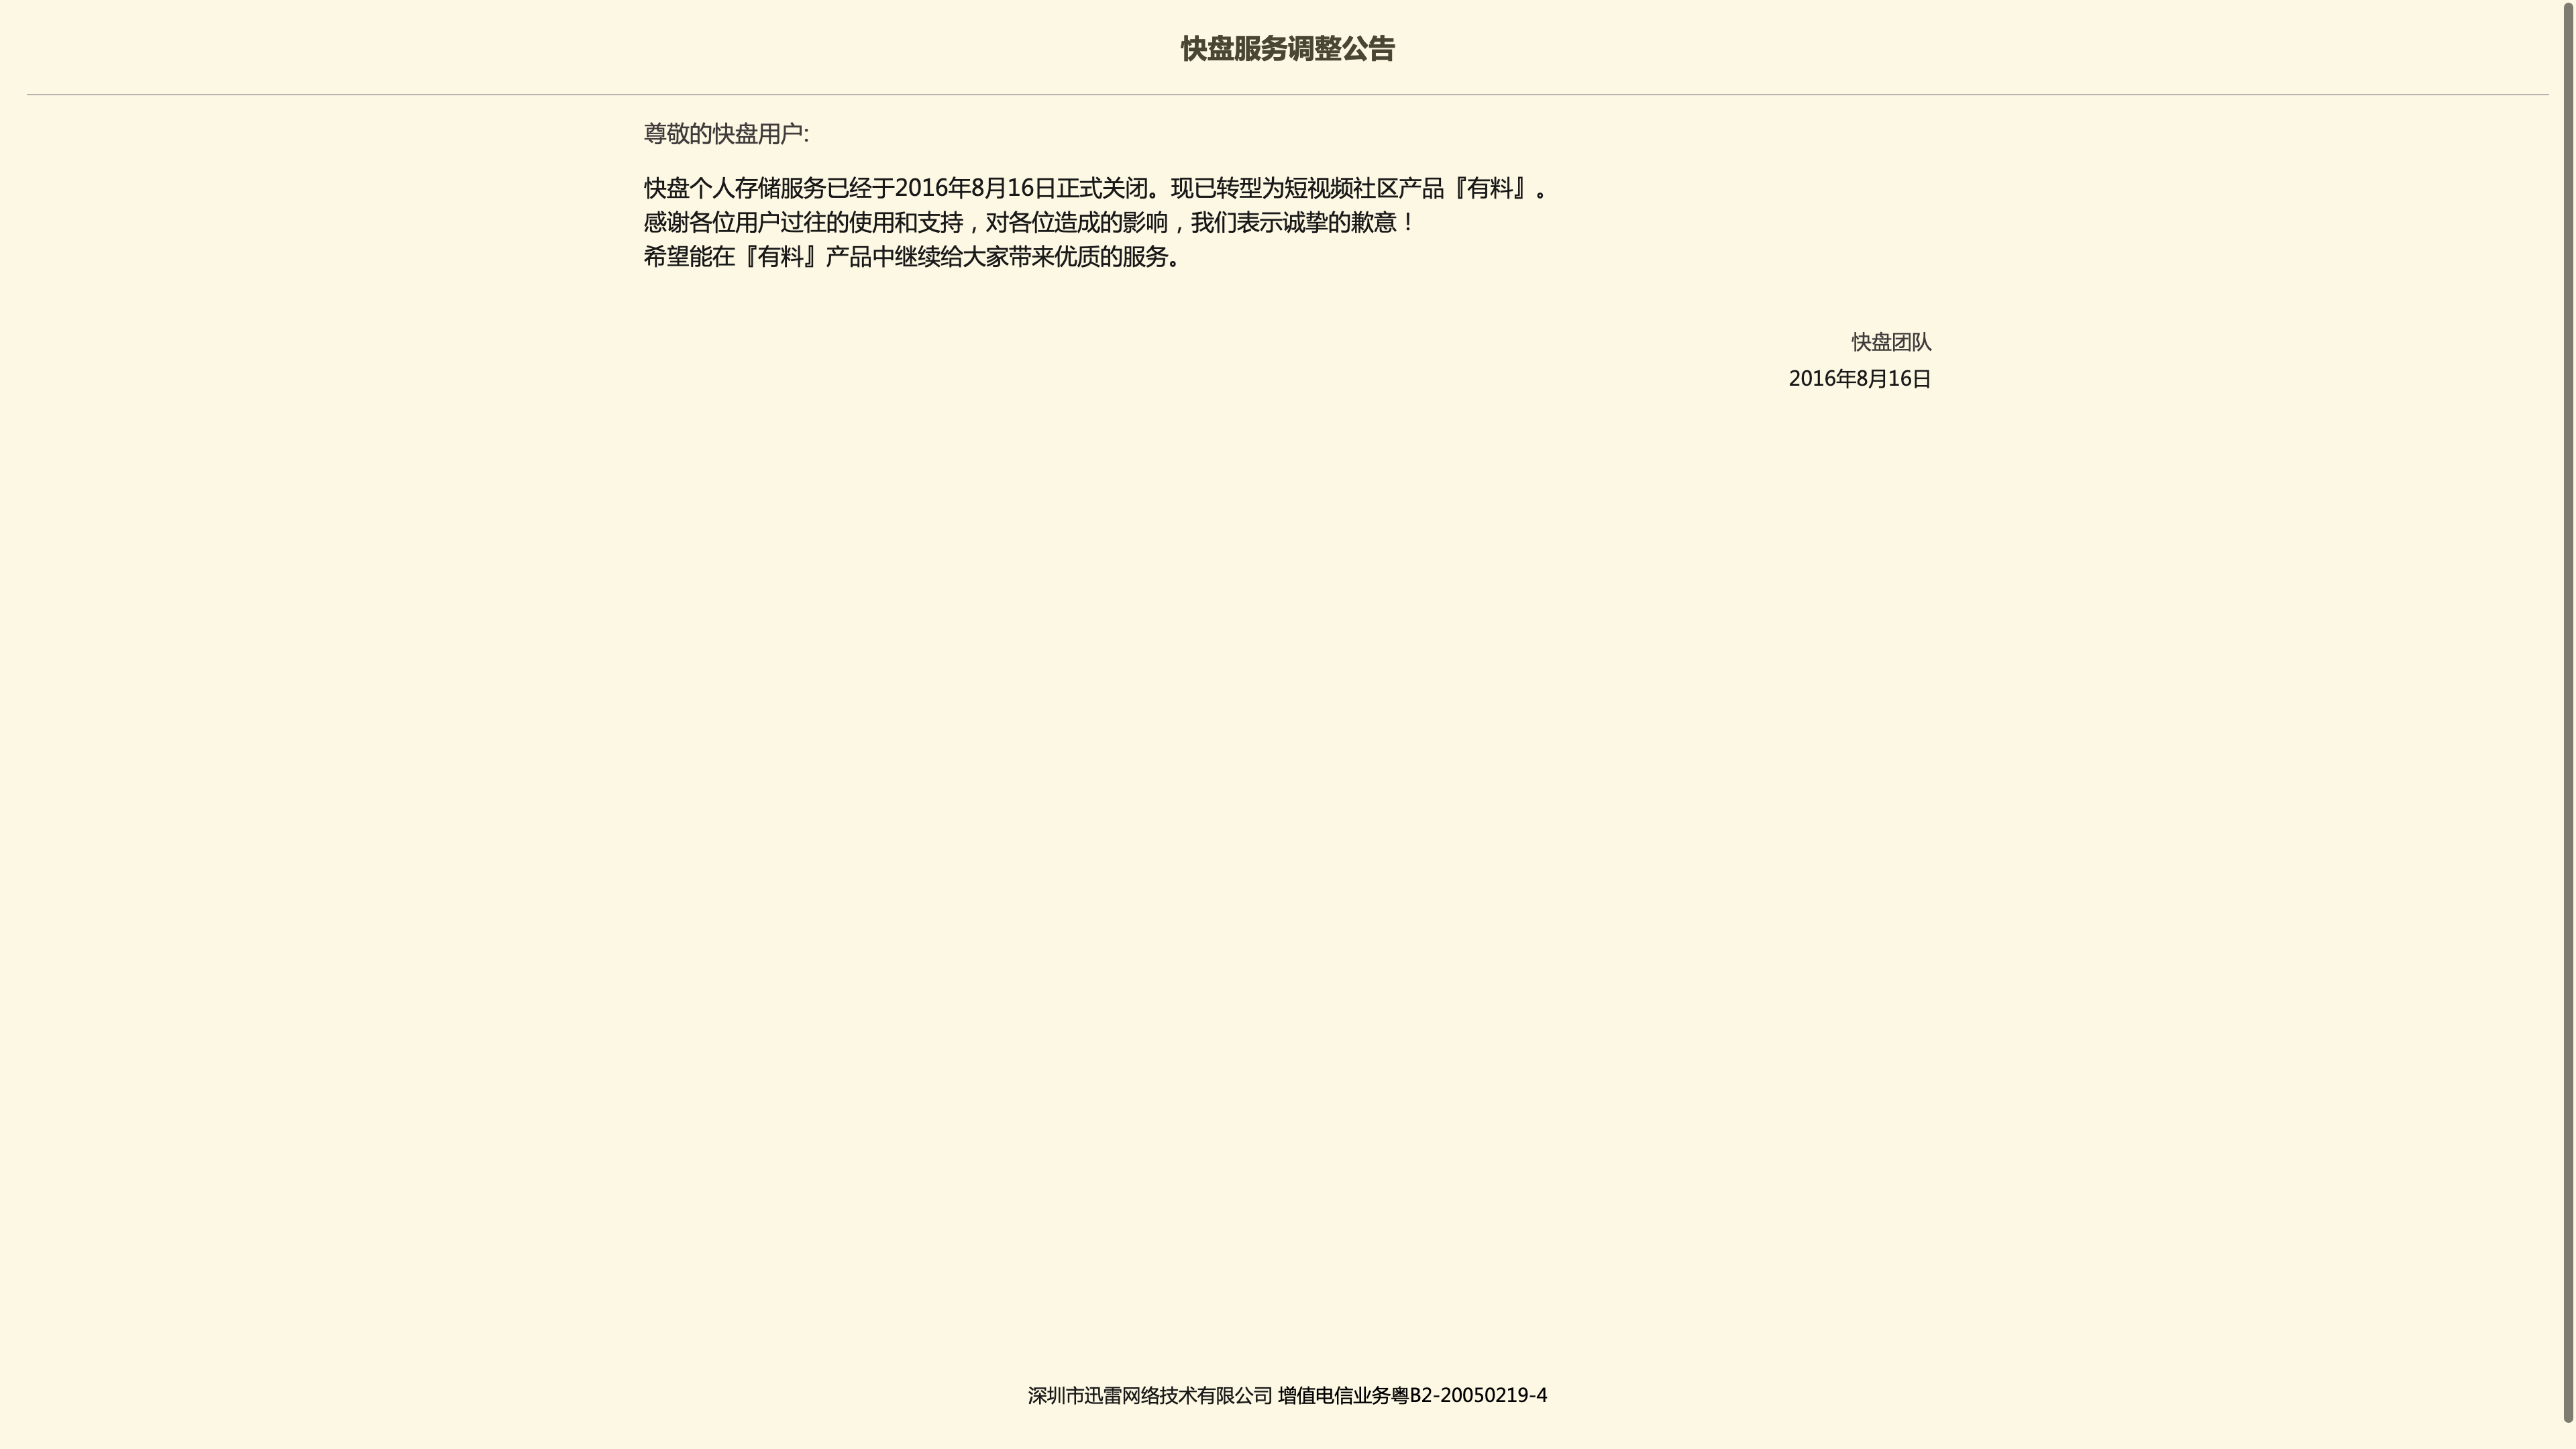 快盘服务调整公告
尊敬的快盘用户:
快盘个人存储服务已经于2016年8月16日正式关闭。现已转型为短视频社区产品『有料』。
感谢各位用户过往的使用和支持，对各位造成的影响，我们表示诚挚的歉意！
希望能在『有料』产品中继续给大家带来优质的服务。
快盘团队
2016年8月16日
深圳市迅雷网络技术有限公司 增值电信业务粤B2-20050219-4